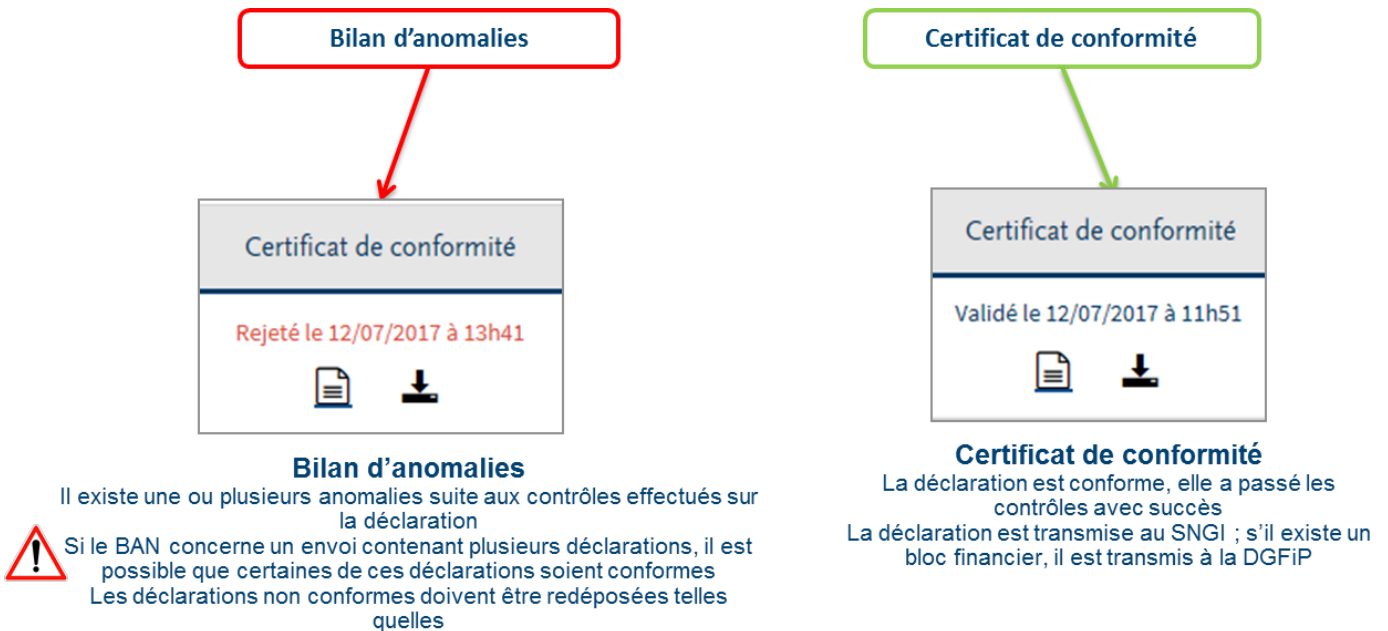 Bilan d’anomalies
Certificat de conformité
Certificat de conformité
Rejeté le 12/07/2017 à 13h41
Certificat de conformité
Validé le 12/07/2017 à 11h51
Bilan d’anomalies
Il existe une ou plusieurs anomalies suite aux contrôles effectués sur
la déclaration
Si le BAN concerne un envoi contenant plusieurs déclarations, il est
possible que certaines de ces déclarations soient conformes
Les déclarations non conformes doivent être redéposées telles
quelles
Certificat de conformité
La déclaration est conforme, elle a passé les
contrôles avec succès
La déclaration est transmise au SNGI ; s’il existe un
bloc financier, il est transmis à la DGFiP